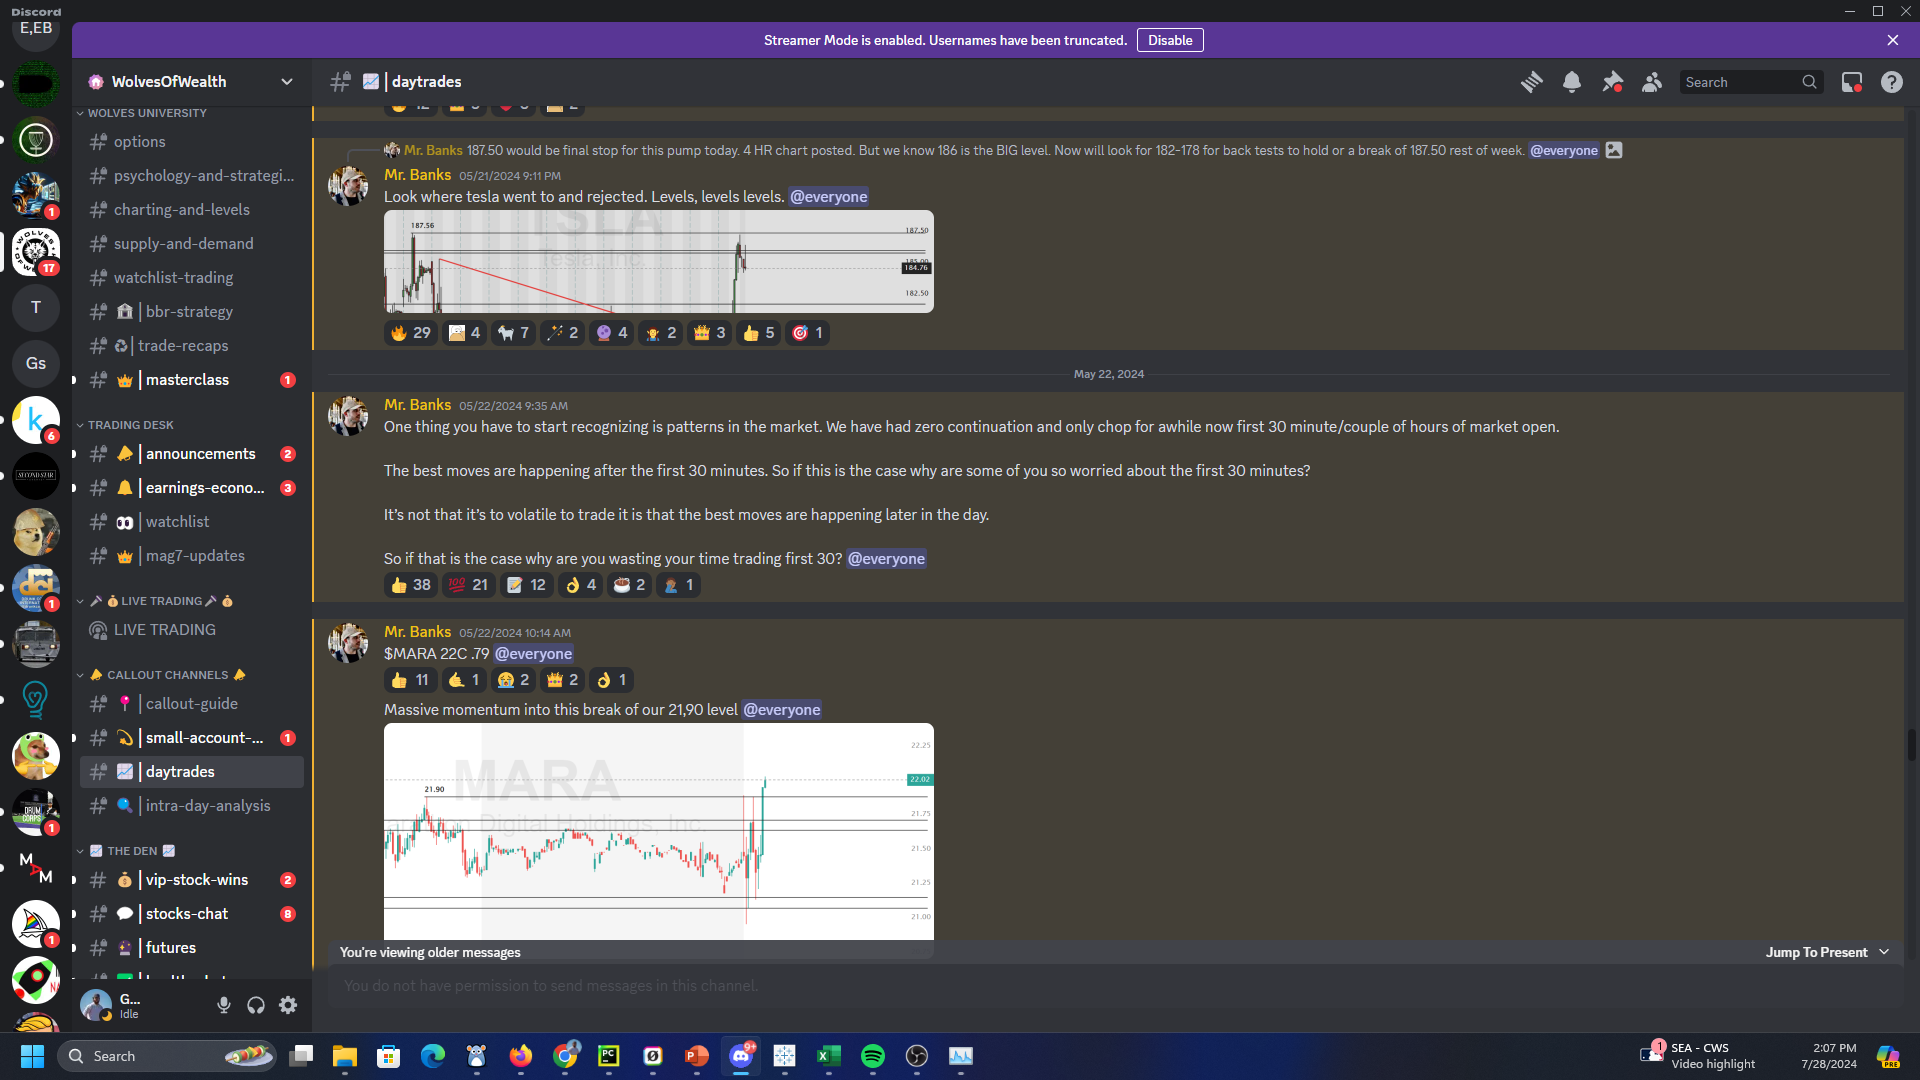 Discord
E,EB
Streamer Mode is enabled. Usernames have been truncated.
Disable
WolvesOfWealth
| daytrades
Search
WOLVES UNIVERSITY
options
psychology-and-strategi...
charting-and-levels
supply-and-demand
watchlist-trading
| bbr-strategy
| trade-recaps
| masterclass
1
TRADING DESK
| announcements
2
| earnings-econo...
3
| watchlist
| mag7-updates
LIVE TRADING
LIVE TRADING
CALLOUT CHANNELS
| callout-guide
| small-account-...
1
| daytrades
| intra-day-analysis
THE DEN
| vip-stock-wins
2
| stocks-chat
8
| futures
G...
Idle
1
17
T
Gs
k
6
SECOND STAR
dci
1
DRUM CORPS
1
M
A
M
1
Mr. Banks 187.50 would be final stop for this pump today. 4 HR chart posted. But we know 186 is the BIG level. Now will look for 182-178 for back tests to hold or a break of 187.50 rest of week. @everyone
Mr. Banks 05/21/2024 9:11 PM
Look where tesla went to and rejected. Levels, levels levels. @everyone
TSLA
Tesla, Inc.
187.56
187.50
184.76
182.50
29 4 7 2 4 2 3 5 1
May 22, 2024
Mr. Banks 05/22/2024 9:35 AM
One thing you have to start recognizing is patterns in the market. We have had zero continuation and only chop for awhile now first 30 minute/couple of hours of market open.
The best moves are happening after the first 30 minutes. So if this is the case why are some of you so worried about the first 30 minutes?
It's not that it's to volatile to trade it is that the best moves are happening later in the day.
So if that is the case why are you wasting your time trading first 30? @everyone
38 21 12 4 2 1
Mr. Banks 05/22/2024 10:14 AM
$MARA 22C .79 @everyone
11 1 2 2 1
Massive momentum into this break of our 21,90 level @everyone
MARA
Digital Holdings, Inc.
21.90
22.25
22.02
21.75
21.50
21.25
21.00
You're viewing older messages
Jump To Present
You do not have permission to send messages in this channel.
Search
PC
9+
1
SEA - CWS
Video highlight
2:07 PM
7/28/2024
PRE